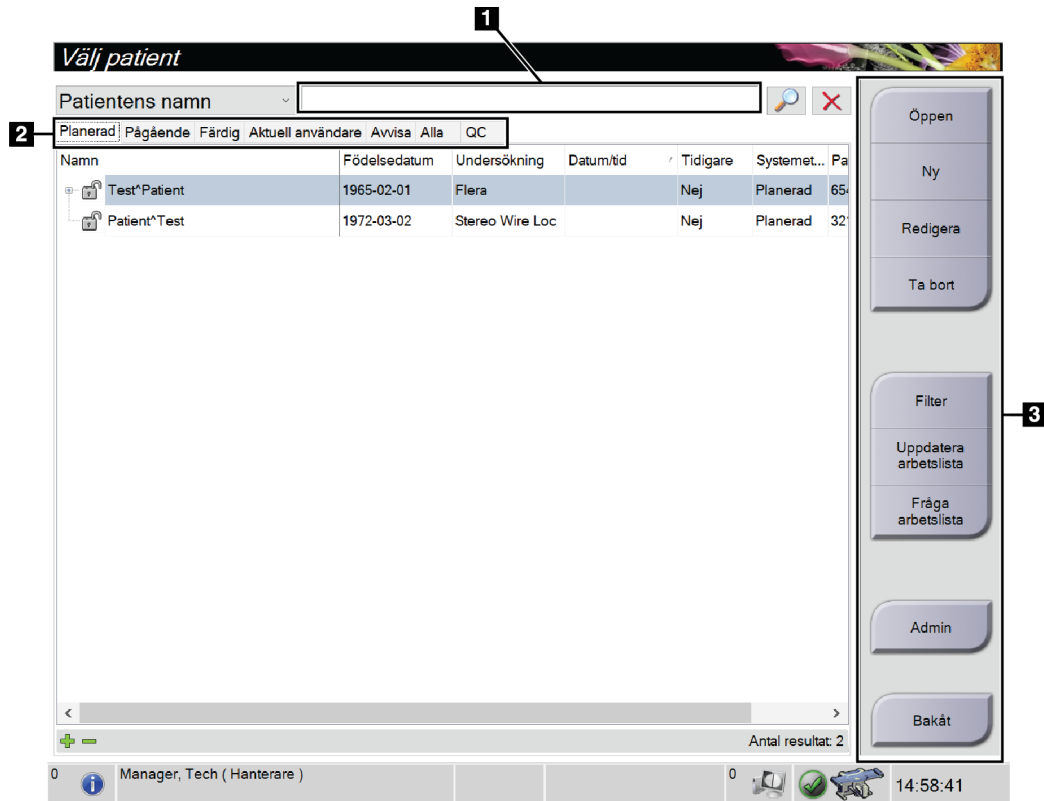 1
Välj patient
Patientens namn
2
Planerad Pågående Färdig Aktuell användare Avvisa Alla QC
Namn Födelsedatum Undersökning Datum/tid Tidigare Systemet... Pa
Test^Patient 1965-02-01 Flera Nej Planerad 654
Patient^Test 1972-03-02 Stereo Wire Loc Nej Planerad 321
Öppen
Ny
Redigera
Ta bort
Filter
Uppdatera
arbetslista
Fråga
arbetslista
3
Admin
Bakåt
Antal resultat: 2
0 Manager, Tech ( Hanterare ) 0 14:58:41